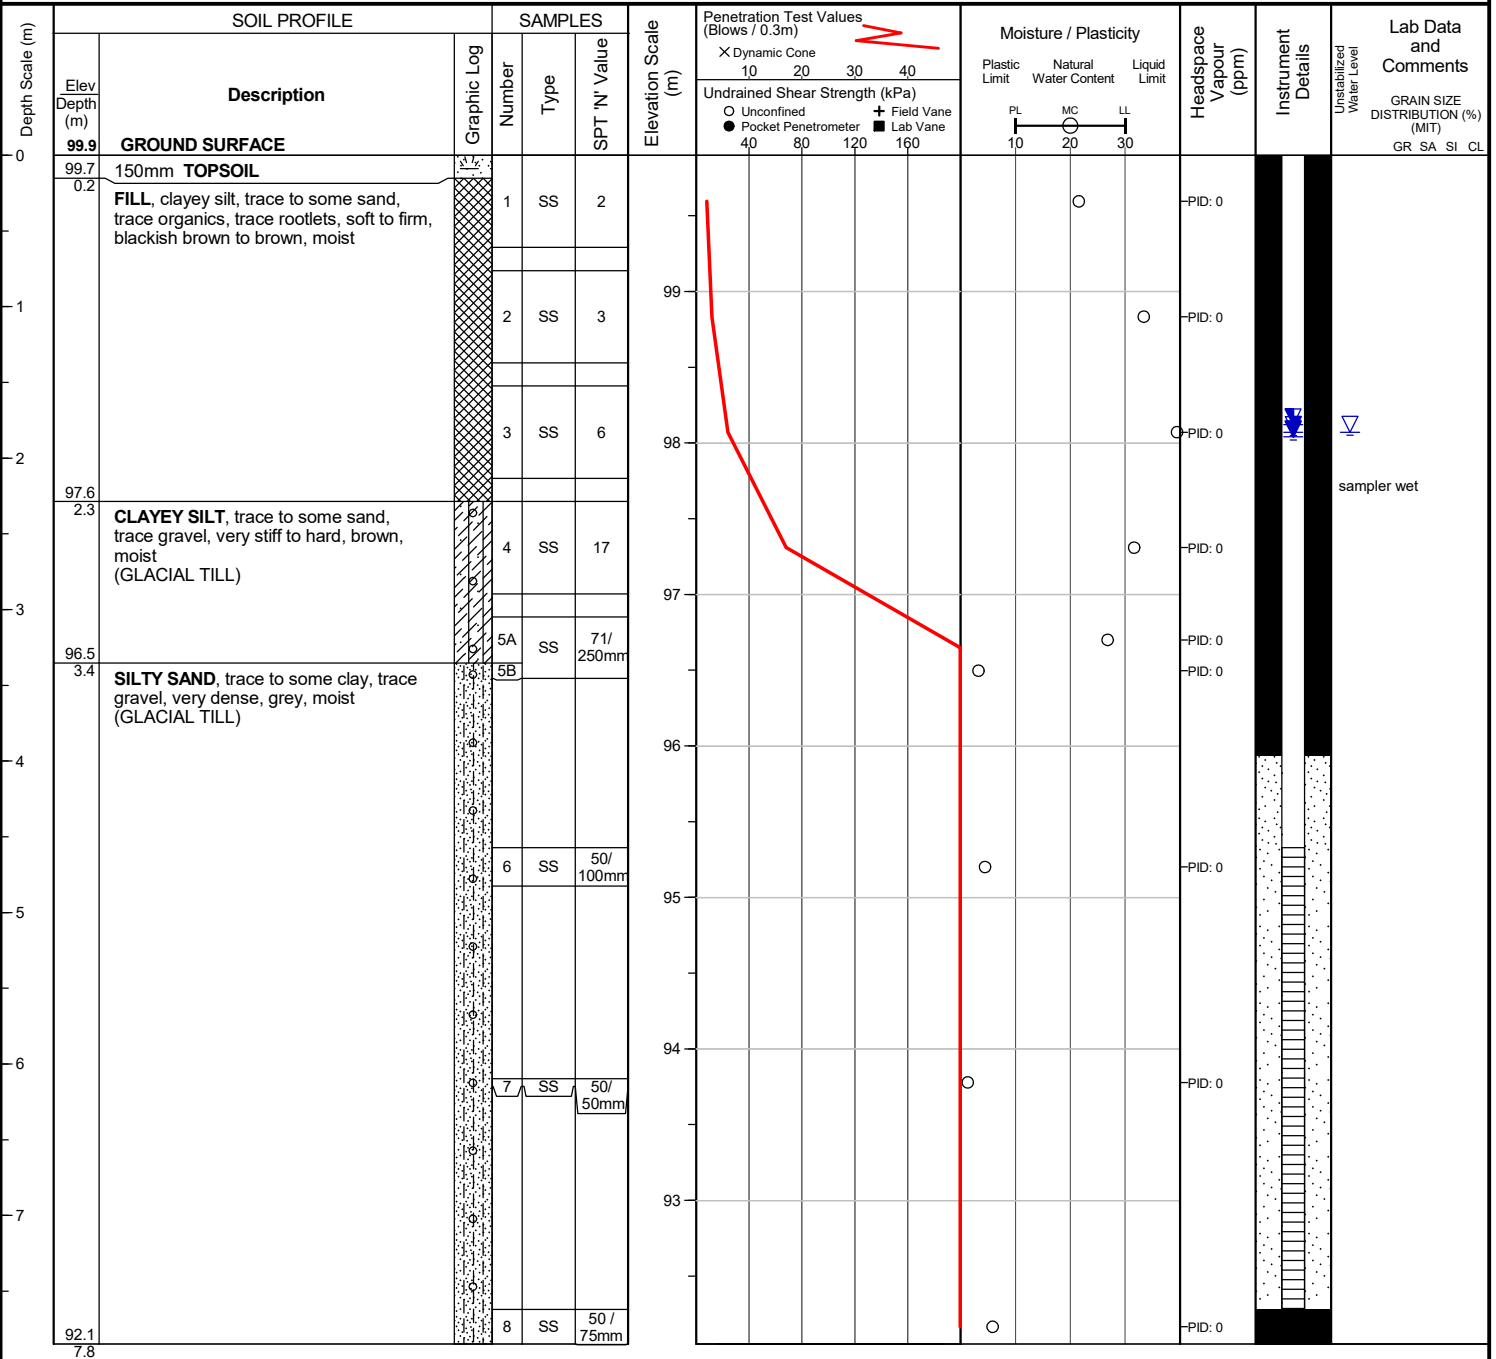 SOIL PROFILE
SAMPLES
Depth Scale (m)
Elev
Depth
(m)
Description
Graphic Log
Number
Type
SPT 'N' Value
Elevation Scale
(m)
Penetration Test Values
(Blows / 0.3m)
X Dynamic Cone
10 20 30 40
Undrained Shear Strength (kPa)
Unconfined
Field Vane
Pocket Penetrometer
Lab Vane
40 80 120 160
Moisture / Plasticity
Plastic
Limit
Natural
Water Content
Liquid
Limit
PL MC LL
10 20 30
Headspace
Vapour
(ppm)
Instrument
Details
Unstabilized
Water Level
Lab Data
and
Comments
GRAIN SIZE
DISTRIBUTION (%)
(MIT)
GR SA SI CL
99.9 GROUND SURFACE
0
99.7 150mm TOPSOIL
0.2
FILL, clayey silt, trace to some sand,
trace organics, trace rootlets, soft to firm,
blackish brown to brown, moist
1 SS 2
PID: 0
99
1
2 SS 3
PID: 0
3 SS 6
PID: 0
98
2
sampler wet
97.6
2.3
CLAYEY SILT, trace to some sand,
trace gravel, very stiff to hard, brown,
moist
(GLACIAL TILL)
4 SS 17
PID: 0
97
3
5A SS 71/
250mm
PID: 0
96.5
3.4
5B
PID: 0
SILTY SAND, trace to some clay, trace
gravel, very dense, grey, moist
(GLACIAL TILL)
96
4
6 SS 50/
100mm
PID: 0
95
5
94
6
7 SS 50/
50mm
PID: 0
93
7
8 SS 50 /
75mm
PID: 0
92.1
7.8